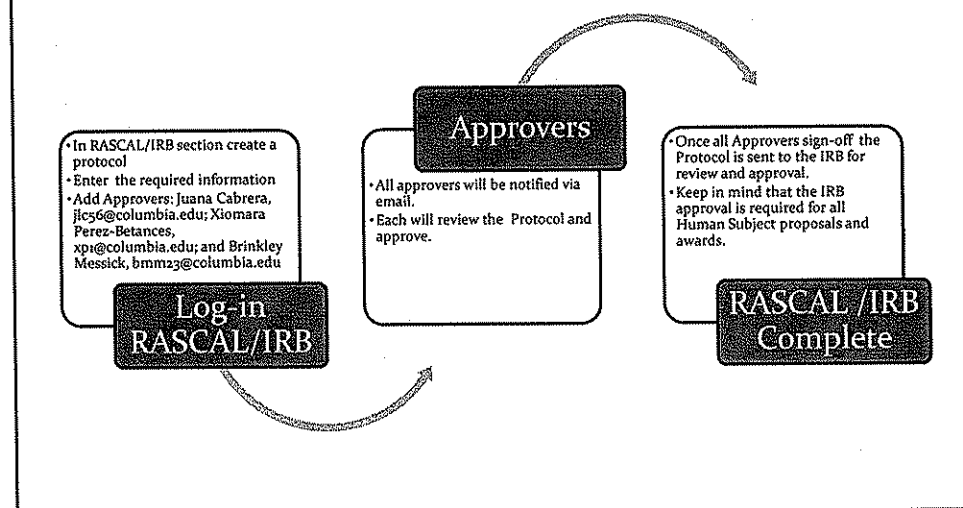 • In RASCAL/IRB section create a
protocol
• Enter the required information
• Add Approvers: Juana Cabrera,
jlc56@columbia.edu; Xiomara
Perez-Betances,
xp1@columbia.edu; and Brinkley
Messick, bmm23@columbia.edu
Log-in
RASCAL/IRB
Approvers
• All approvers will be notified via
email.
• Each will review the Protocol and
approve.
• Once all Approvers sign-off the
Protocol is sent to the IRB for
review and approval.
• Keep in mind that the IRB
approval is required for all
Human Subject proposals and
awards.
RASCAL /IRB
Complete